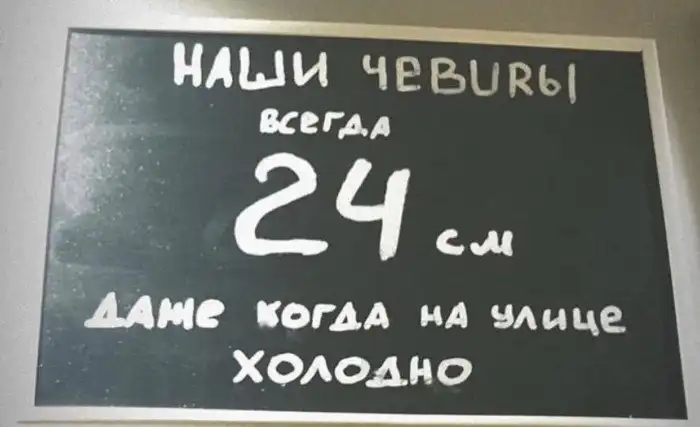 НАШИ ЧЕВИRЫ
ВСЕГДА
24 см
ДАЖЕ КОГДА НА УЛИЦЕ
ХОЛОДНО